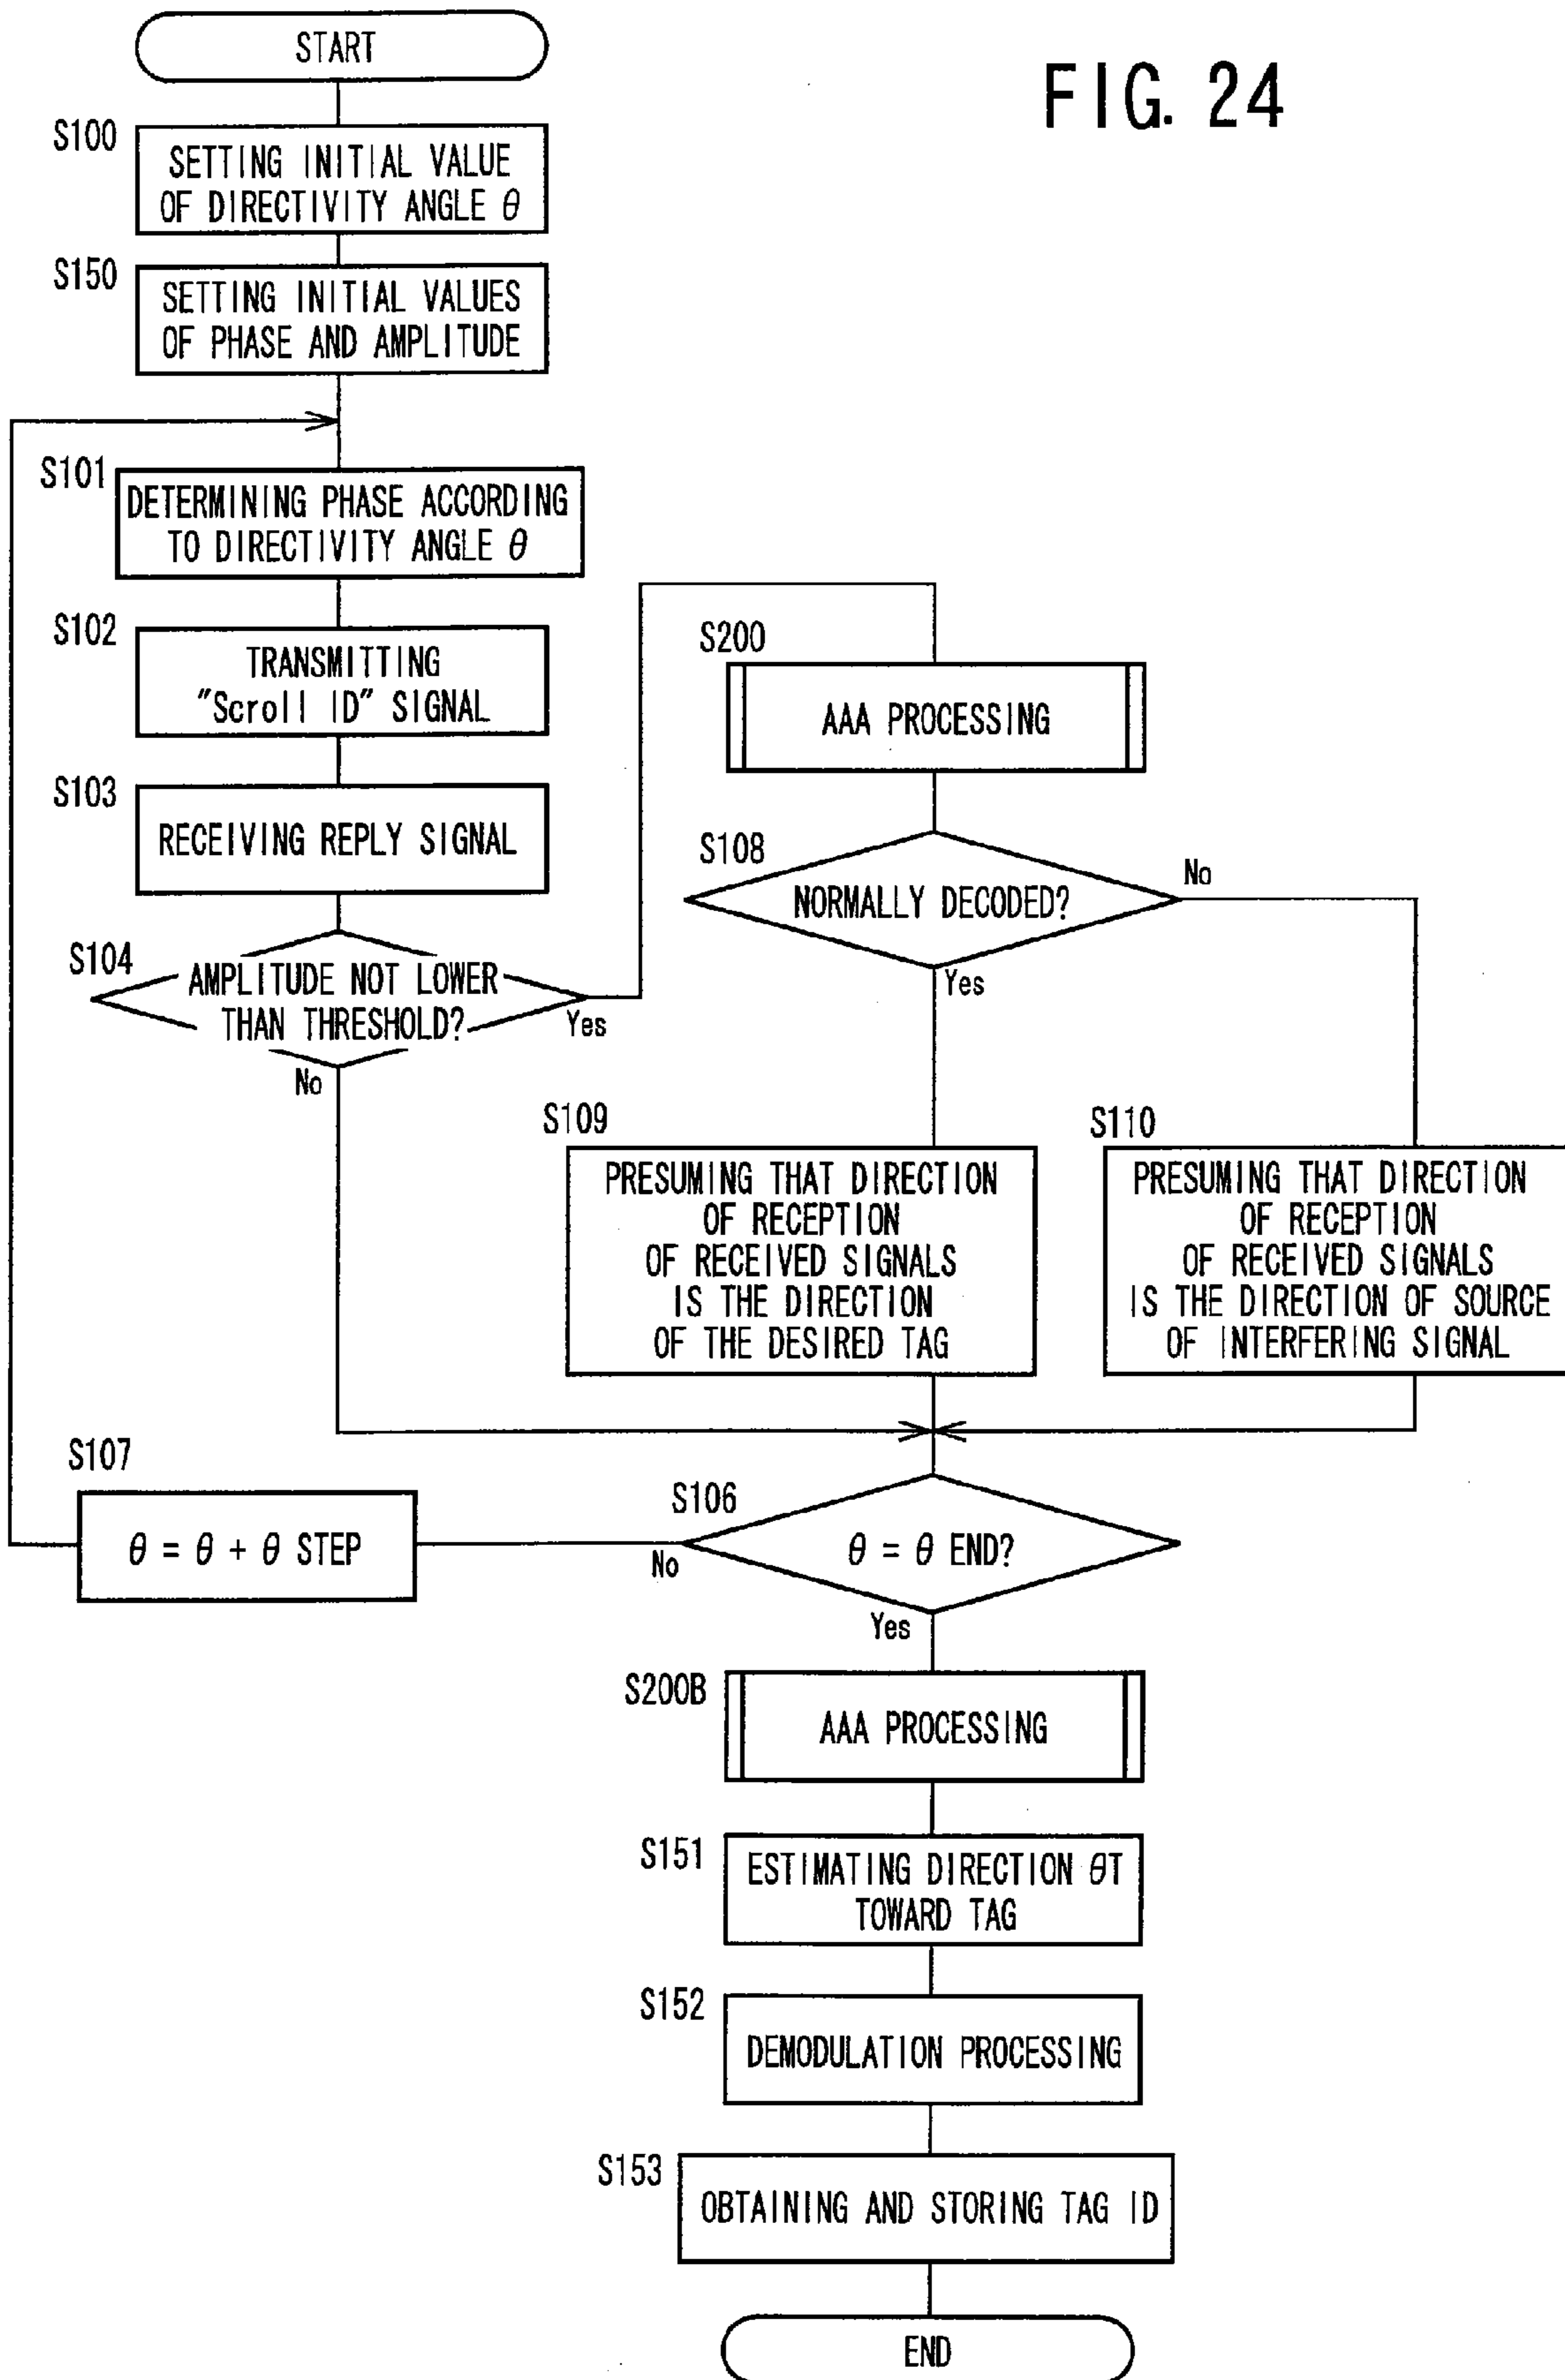 FIG. 24
START
S100
SETTING INITIAL VALUE
OF DIRECTIVITY ANGLE θ
S150
SETTING INITIAL VALUES
OF PHASE AND AMPLITUDE
S101
DETERMINING PHASE ACCORDING
TO DIRECTIVITY ANGLE θ
S102
TRANSMITTING
"Scroll ID" SIGNAL
S103
RECEIVING REPLY SIGNAL
S104
AMPLITUDE NOT LOWER
THAN THRESHOLD?
Yes
No
S200
AAA PROCESSING
S108
NORMALLY DECODED?
No
Yes
S109
PRESUMING THAT DIRECTION
OF RECEPTION
OF RECEIVED SIGNALS
IS THE DIRECTION
OF THE DESIRED TAG
S110
PRESUMING THAT DIRECTION
OF RECEPTION
OF RECEIVED SIGNALS
IS THE DIRECTION OF SOURCE
OF INTERFERING SIGNAL
S107
θ = θ + θ STEP
S106
θ = θ END?
No
Yes
S200B
AAA PROCESSING
S151
ESTIMATING DIRECTION θT
TOWARD TAG
S152
DEMODULATION PROCESSING
S153
OBTAINING AND STORING TAG ID
END